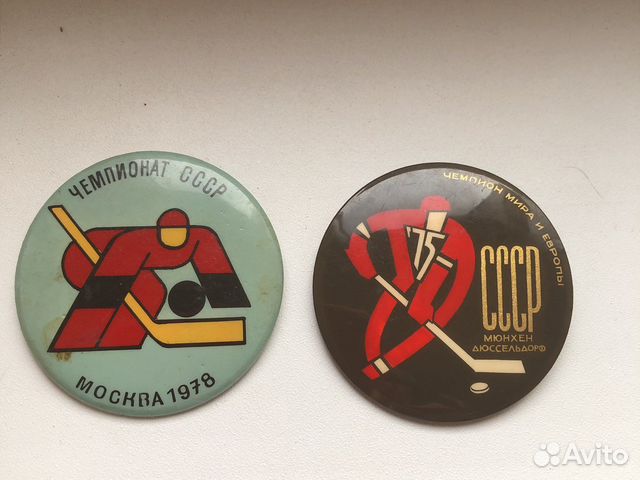 ЧЕМПИОНАТ СССР
МОСКВА 1978
ЧЕМПИОН МИРА И ЕВРОПЫ
'75
СССР
МЮНХЕН
ДЮССЕЛЬДОРФ
Avito